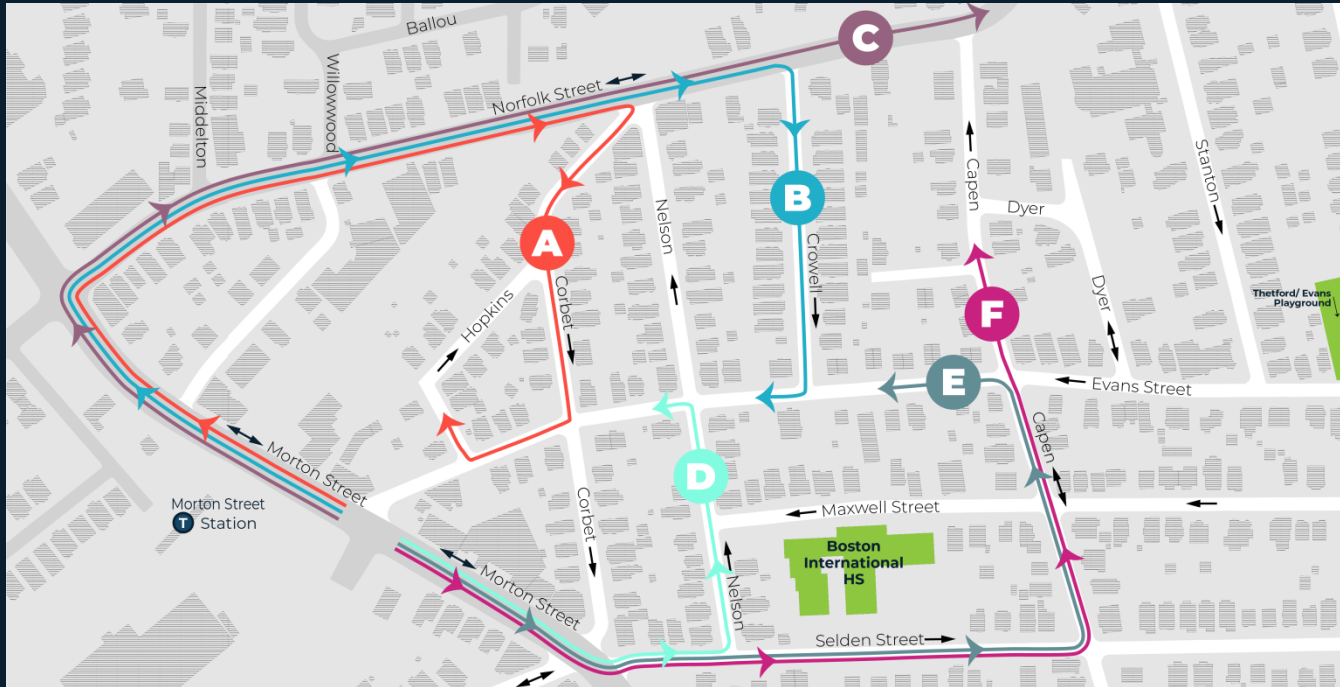 Ballou
C
Willowwood
Middelton
Norfolk Street
Capen
Stanton
B
Dyer
Nelson
A
Crowell
Dyer
Thetford/ Evans
Playground
Corbet
Hopkins
F
E
Evans Street
Capen
Morton Street
D
Corbet
Morton Street
T Station
Maxwell Street
Boston
International
HS
Morton Street
Nelson
Selden Street